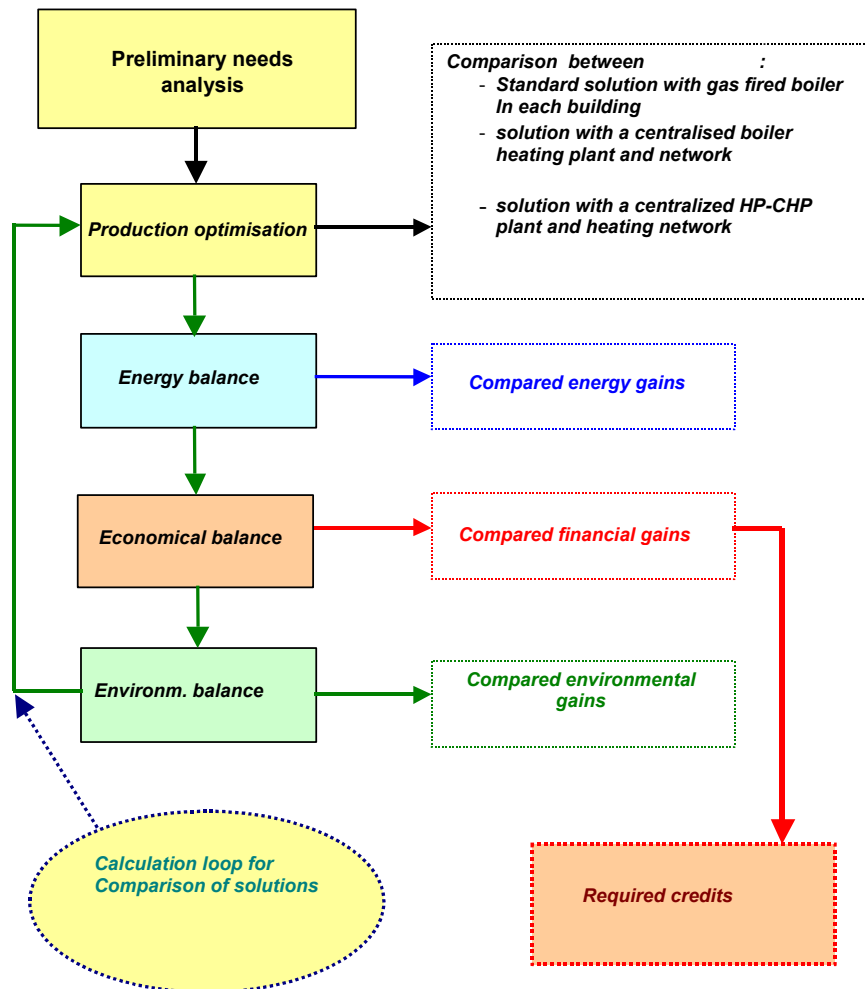 Preliminary needs
analysis
Comparison between :
- Standard solution with gas fired boiler
In each building
- solution with a centralised boiler
heating plant and network
- solution with a centralized HP-CHP
plant and heating network
Production optimisation
Energy balance
Compared energy gains
Economical balance
Compared financial gains
Environm. balance
Compared environmental
gains
Calculation loop for
Comparison of solutions
Required credits